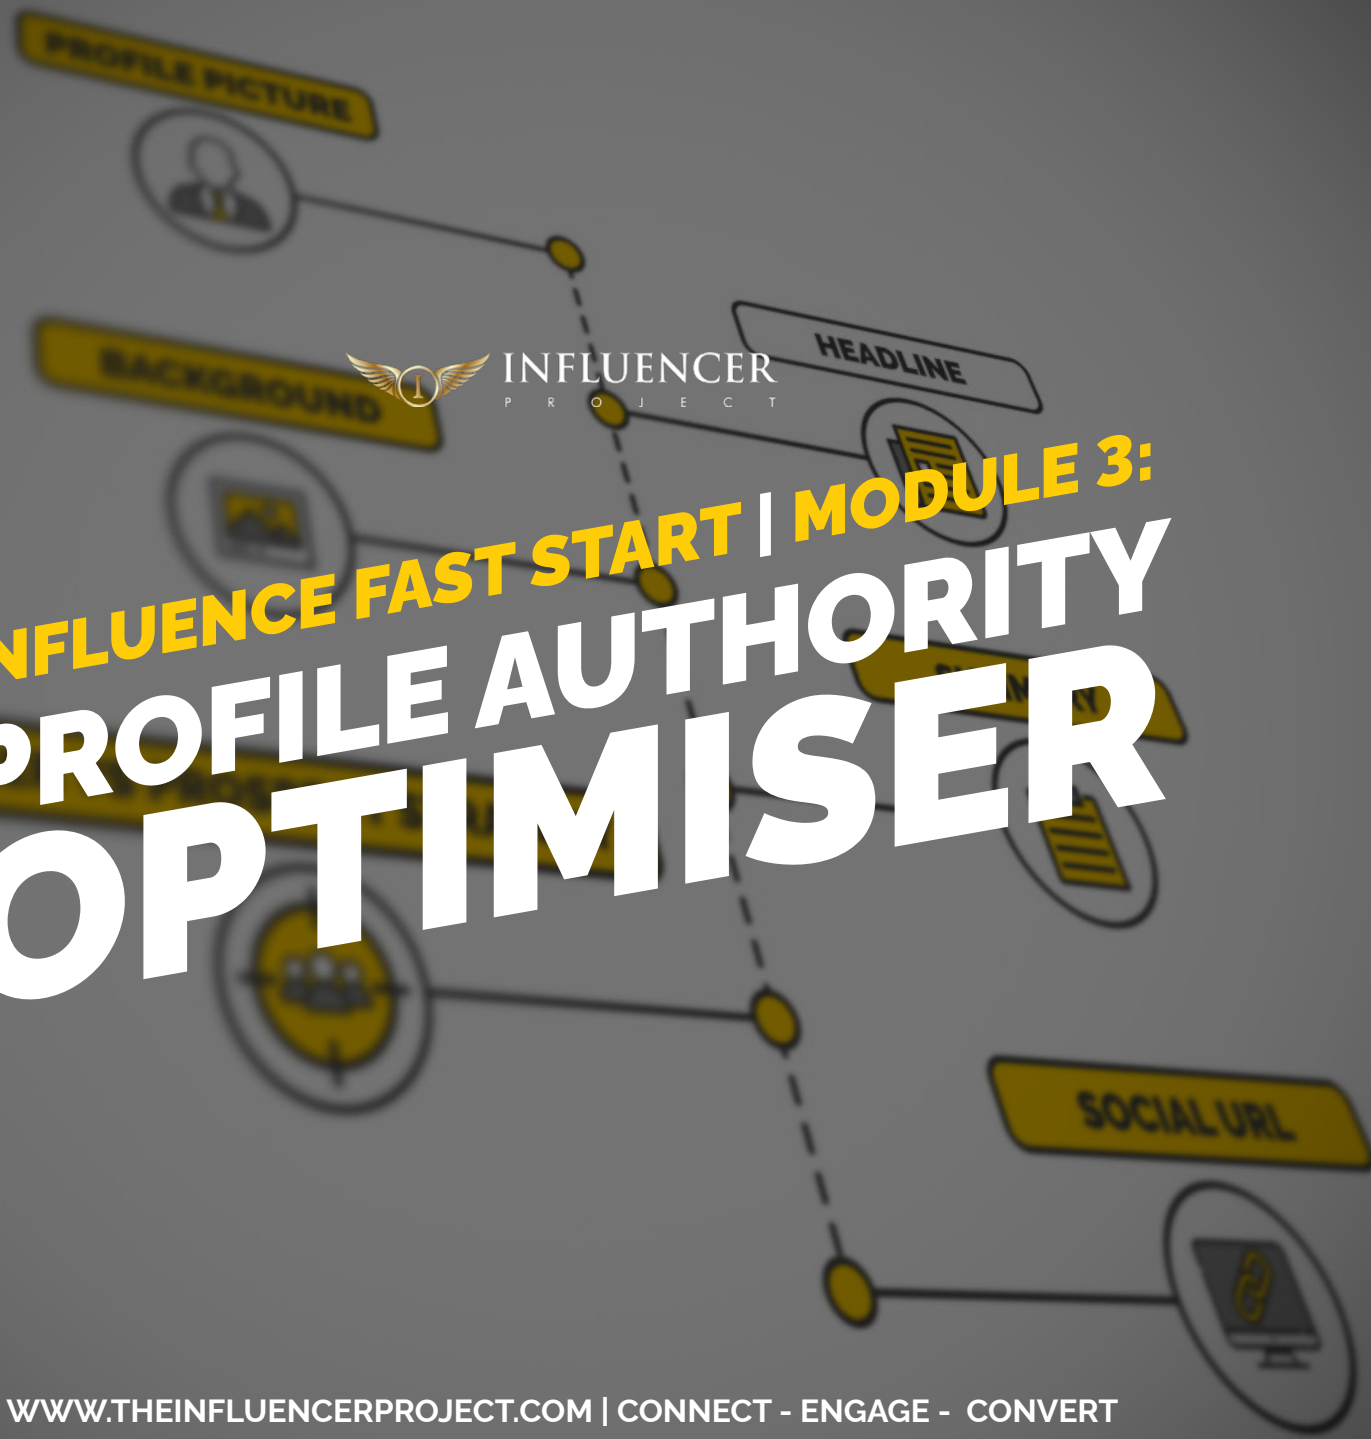 PROFILE PICTURE
HEADLINE
BACKGROUND
INFLUENCER
PROJECT
NFLUENCE FAST START | MODULE 3:
PROFILE AUTHORITY
OPTIMISER
SOCIAL URL
WWW.THEINFLUENCERPROJECT.COM | CONNECT - ENGAGE - CONVERT